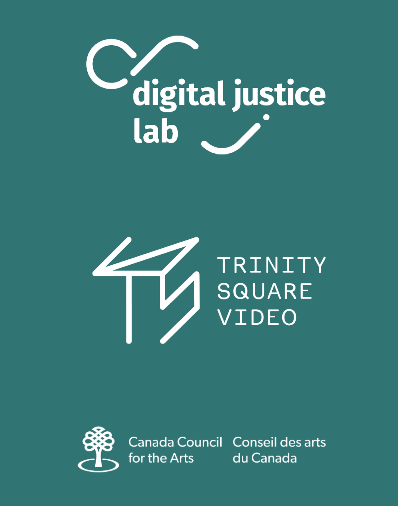 digital justice
lab
TRINITY
SQUARE
VIDEO
Canada Council Conseil des arts
for the Arts du Canada